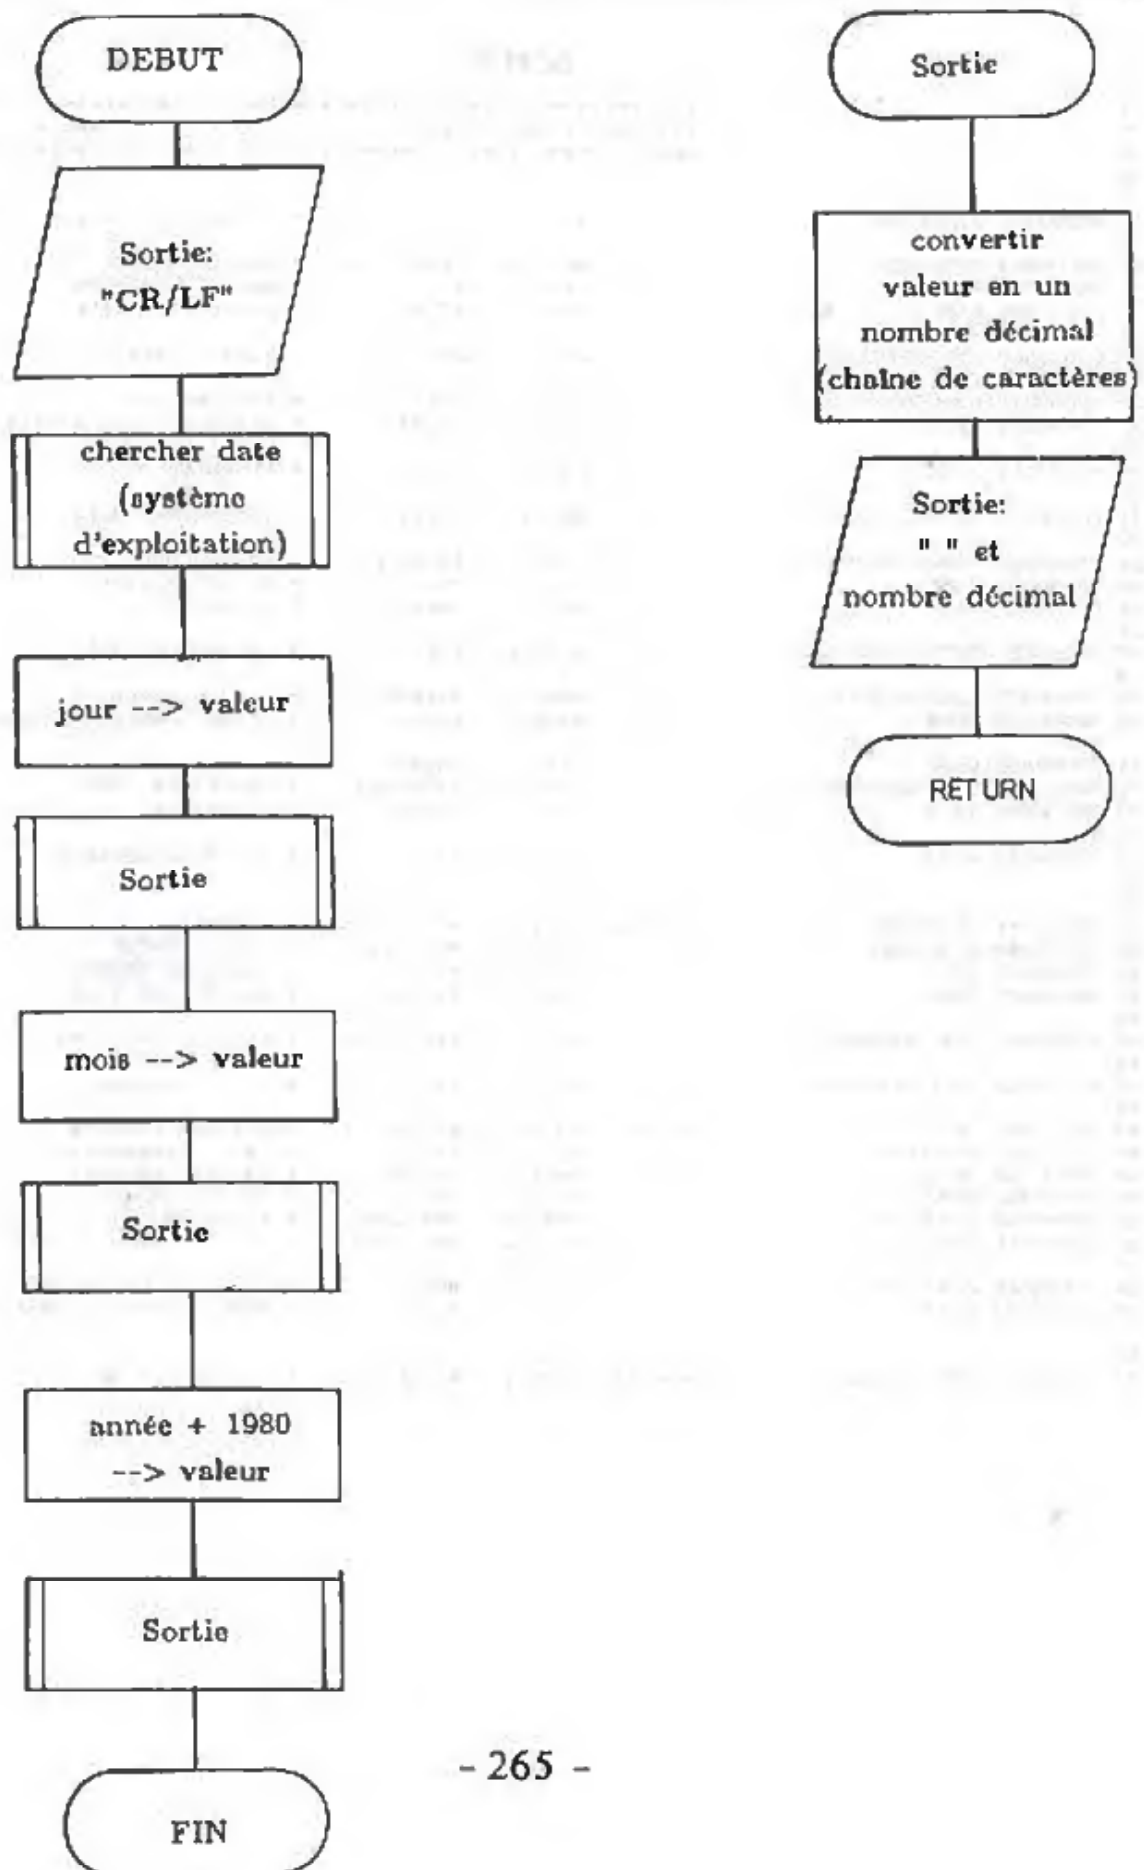 DEBUT
Sortie:
"CR/LF"
chercher date
(système
d'exploitation)
jour --> valeur
Sortie
mois --> valeur
Sortie
année + 1980
--> valeur
Sortie
FIN
Sortie
convertir
valeur en un
nombre décimal
(chaîne de caractères)
Sortie:
" " et
nombre décimal
RETURN
- 265 -